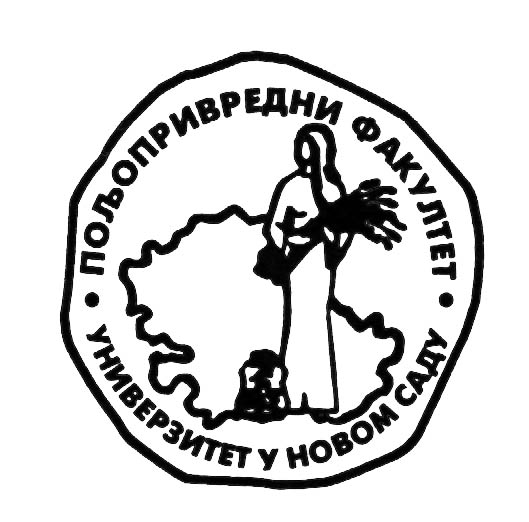 ПОЉОПРИВРЕДНИ ФАКУЛТЕТ
УНИВЕРЗИТЕТ У НОВОМ САДУ